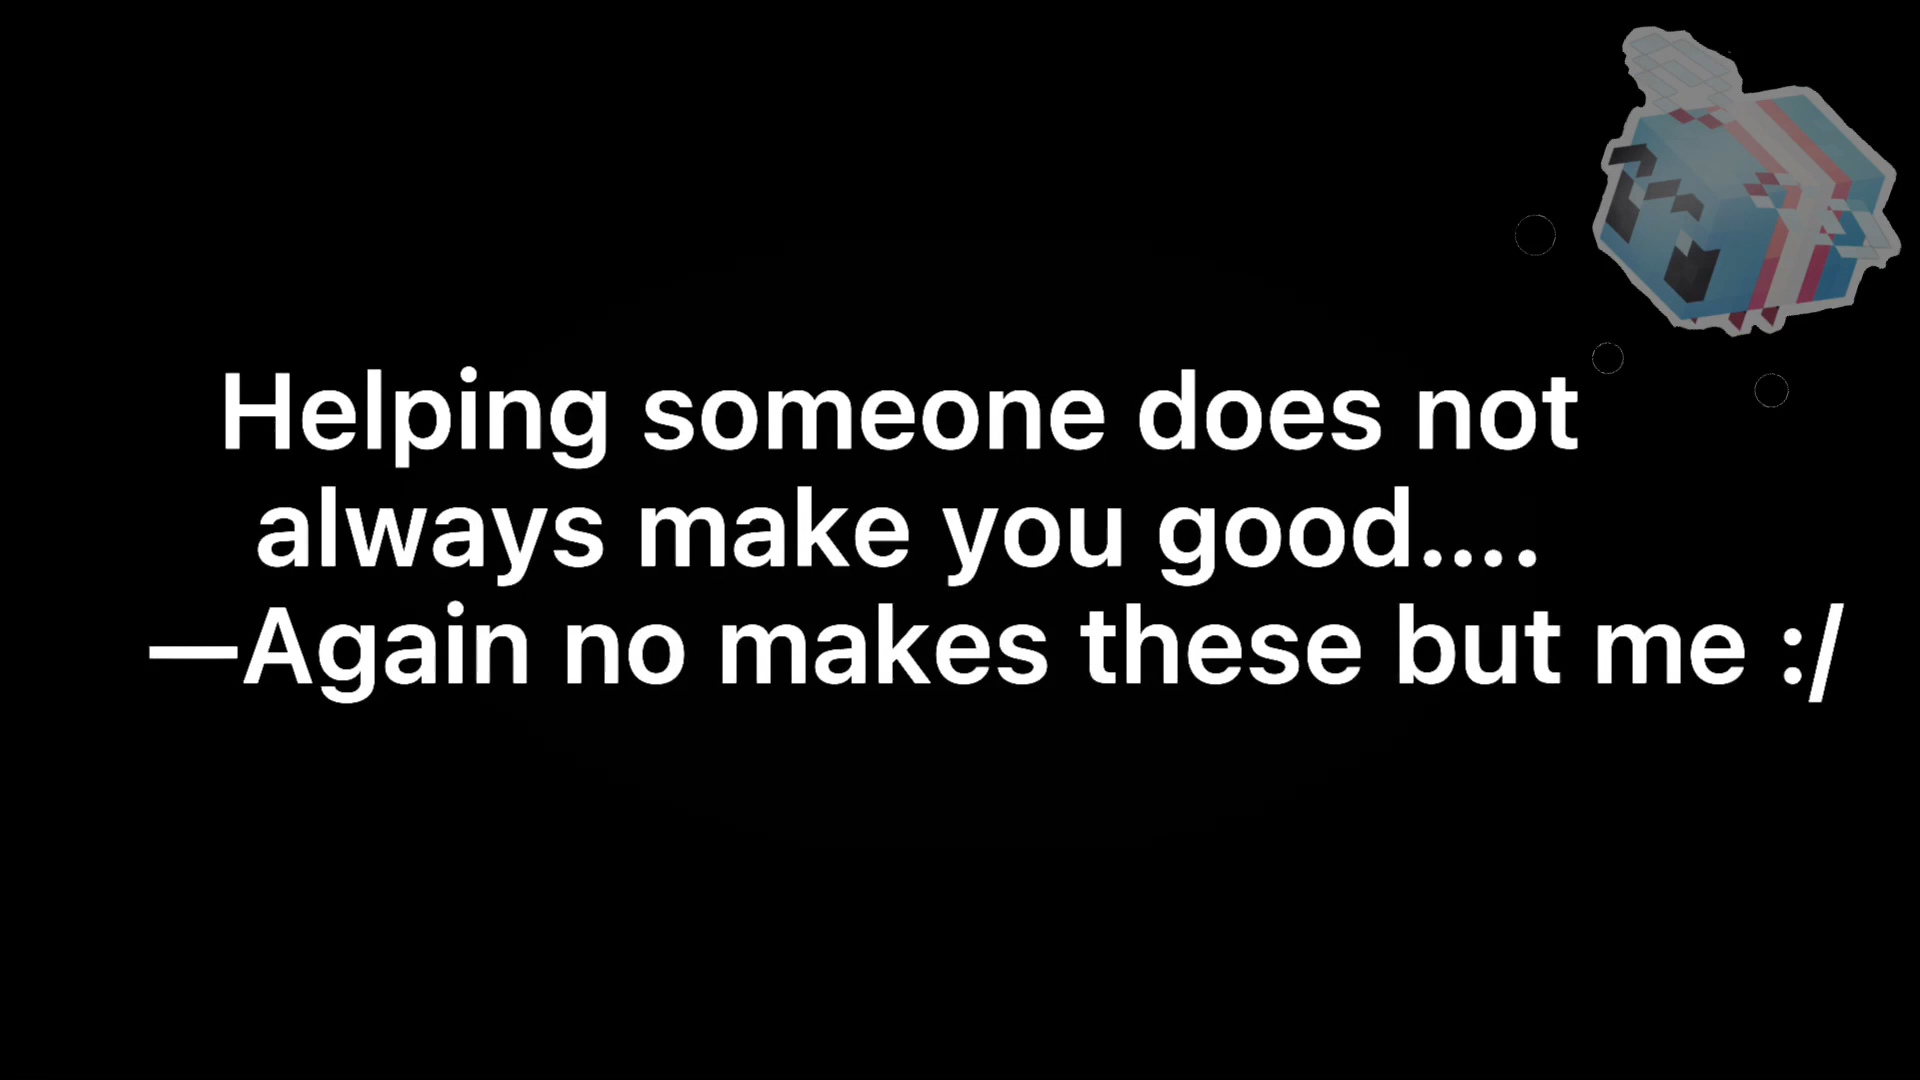 Helping someone does not
always make you good....
—Again no makes these but me :/